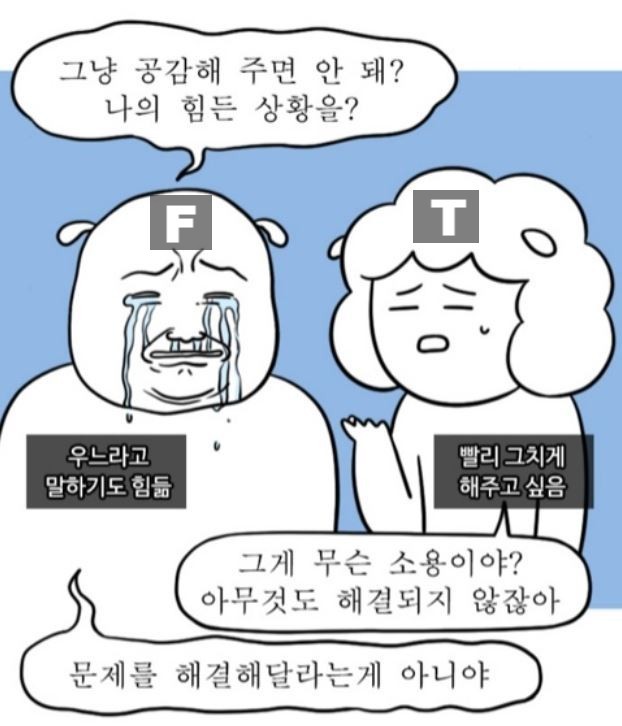 그냥 공감해 주면 안 돼?
나의 힘든 상황을?
F
T
우느라고
말하기도 힘듦
빨리 그치게
해주고 싶음
그게 무슨 소용이야?
아무것도 해결되지 않잖아
문제를 해결해달라는게 아니야